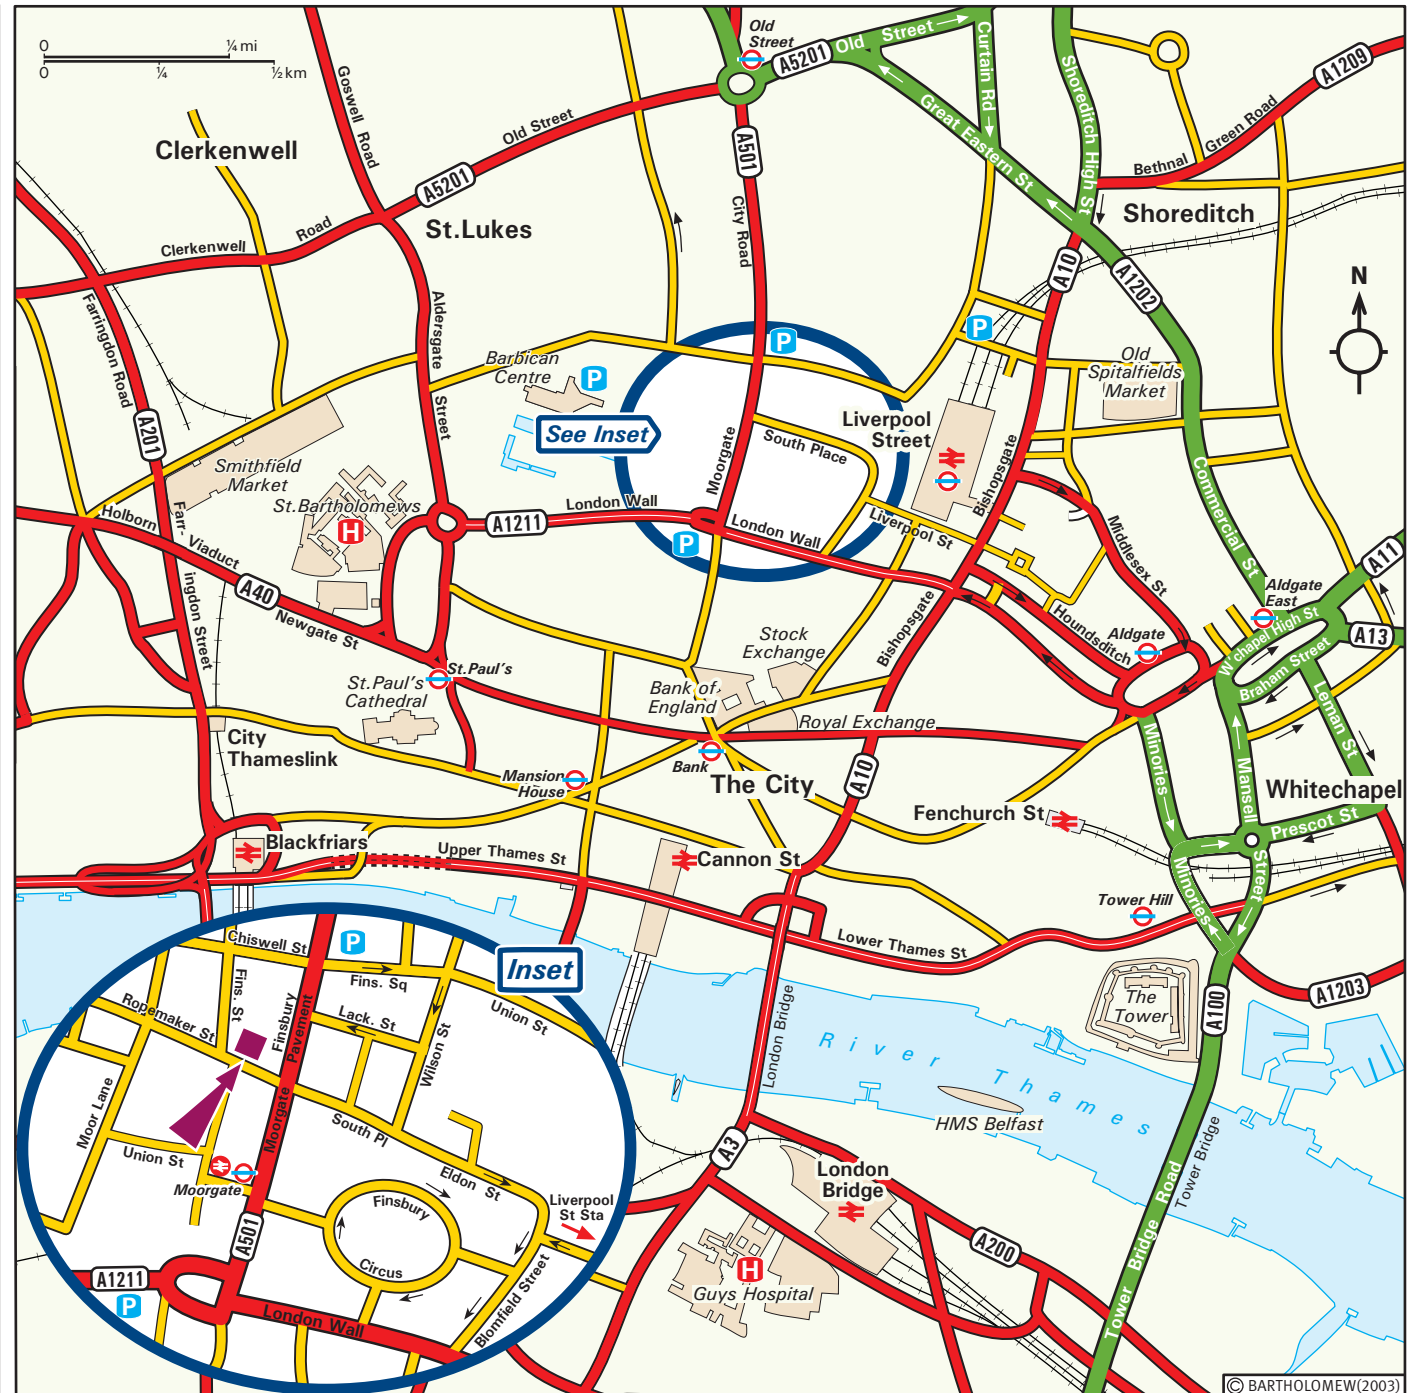 0
¼ mi
0
¼
½ km
Old
Street
A5201
Old Street
Curtain Rd
Shoreditch High St
A1209
Goswell Road
Clerkenwell
Old Street
A5201
A501
Great Eastern St
Bethnal Green Road
St.Lukes
City Road
Shoreditch
Clerkenwell Road
A10
A1202
N
Farringdon Road
Aldersgate Street
P
P
Barbican
Centre
P
Old
Spitalfields
Market
A201
See Inset
Moorgate
South Place
Liverpool
Street
Bishopsgate
Smithfield
Market
St.Bartholomews
H
Commercial St
Holborn Viaduct
Farr-
ingdon Street
A1211
London Wall
P
London Wall
Liverpool St
Middlesex St
A11
A40
Newgate St
Aldgate
East
Houndsditch
Aldgate
W'chapel High St
A13
Braham Street
Stock
Exchange
Bishopsgate
St.Paul's
St.Paul's
Cathedral
Bank of
England
Royal Exchange
Leman St
City
Thameslink
Minories
Mansell
Street
Mansion
House
Bank
The City
A10
Whitechapel
Fenchurch St
Prescot St
Blackfriars
Upper Thames St
Cannon St
Minories
Tower Hill
Lower Thames St
A1203
The
Tower
A100
London Bridge
River Thames
HMS Belfast
Tower Bridge
Tower Bridge Road
A3
London
Bridge
A200
H
Guys Hospital
Inset
Chiswell St
P
Fins. Sq
Union St
Fins. St
Finsbury
Pavement
Lack. St
Ropemaker St
Wilson St
Moor Lane
Moorgate
South Pl
Union St
Moorgate
Eldon St
Liverpool
St Sta
Finsbury
Circus
A501
A1211
P
London Wall
Blomfield Street
© BARTHOLOMEW(2003)